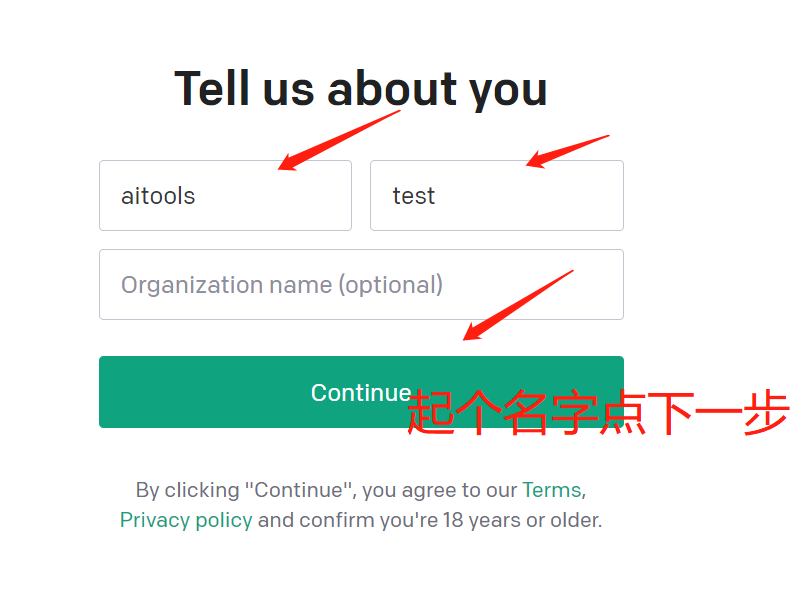 Tell us about you
aitools
test
Organization name (optional)
Continue
起个名字点下一步
By clicking "Continue", you agree to our Terms,
Privacy policy and confirm you're 18 years or older.